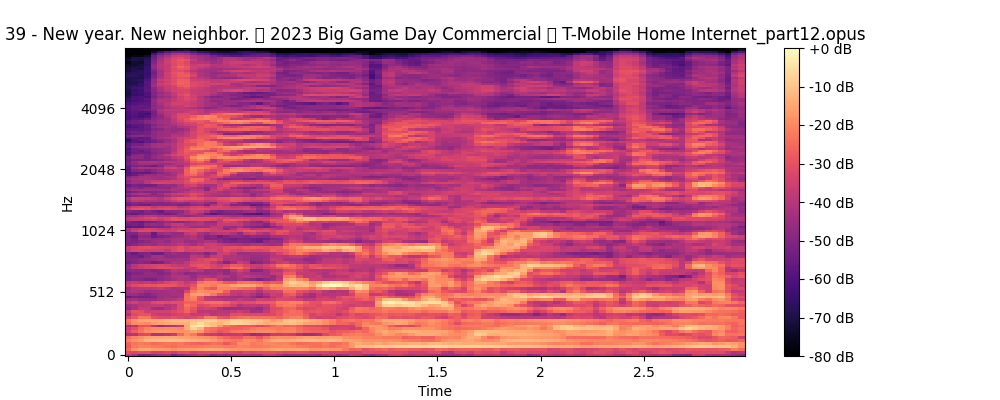 39 - New year. New neighbor. ▯ 2023 Big Game Day Commercial ▯ T-Mobile Home Internet_part12.opus
+0 dB
-10 dB
-20 dB
-30 dB
-40 dB
-50 dB
-60 dB
-70 dB
-80 dB
Hz
4096
2048
1024
512
0
0 0.5 1 1.5 2 2.5
Time